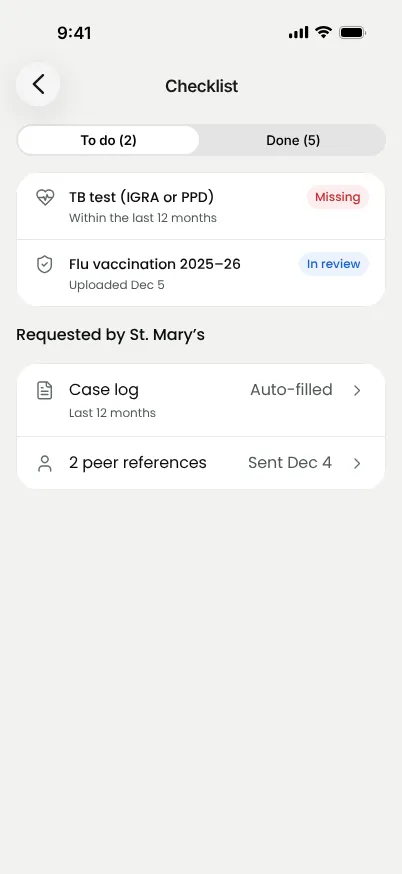 9:41
Checklist
To do (2)
Done (5)
TB test (IGRA or PPD)
Missing
Within the last 12 months
Flu vaccination 2025–26
In review
Uploaded Dec 5
Requested by St. Mary’s
Case log
Auto-filled
Last 12 months
2 peer references
Sent Dec 4